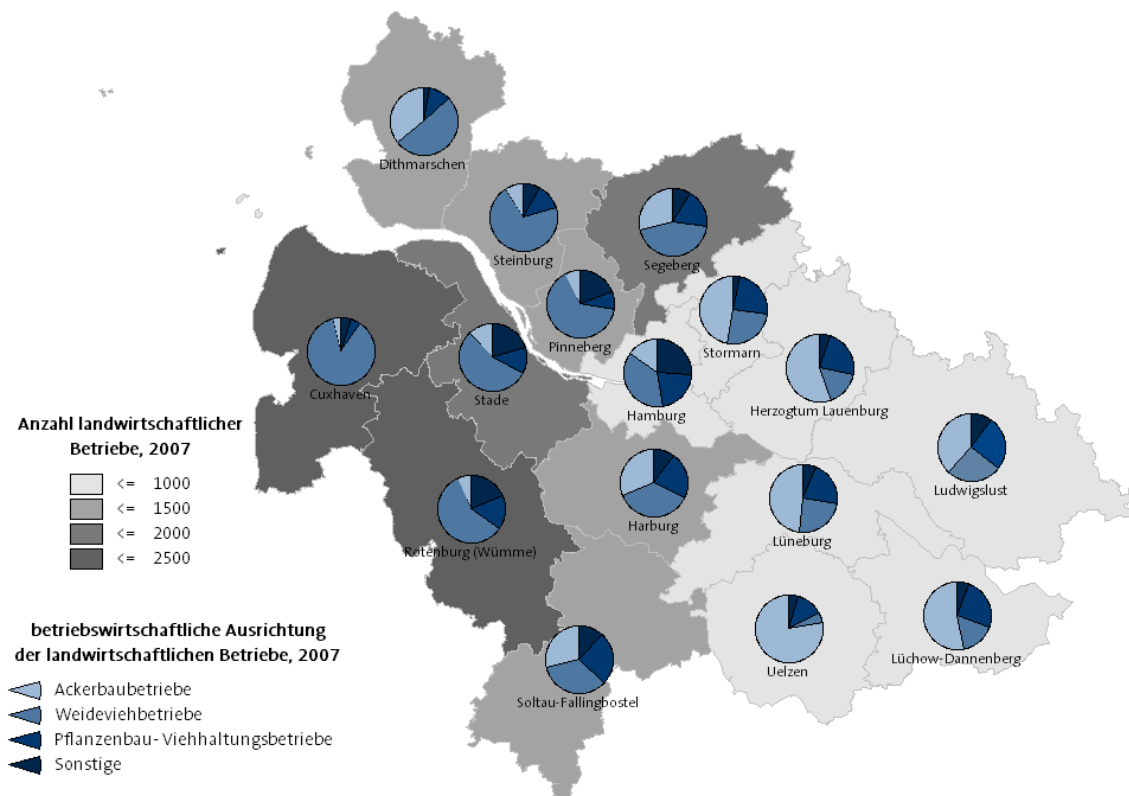 Dithmarschen
Steinburg
Segeberg
Pinneberg
Stormarn
Cuxhaven
Stade
Hamburg
Herzogtum Lauenburg
Ludwigslust
Harburg
Lüneburg
Rotenburg (Wümme)
Uelzen
Lüchow-Dannenberg
Soltau-Fallingbostel
Anzahl landwirtschaftlicher
Betriebe, 2007
<= 1000
<= 1500
<= 2000
<= 2500
betriebswirtschaftliche Ausrichtung
der landwirtschaftlichen Betriebe, 2007
Ackerbaubetriebe
Weideviehbetriebe
Pflanzenbau- Viehhaltungsbetriebe
Sonstige